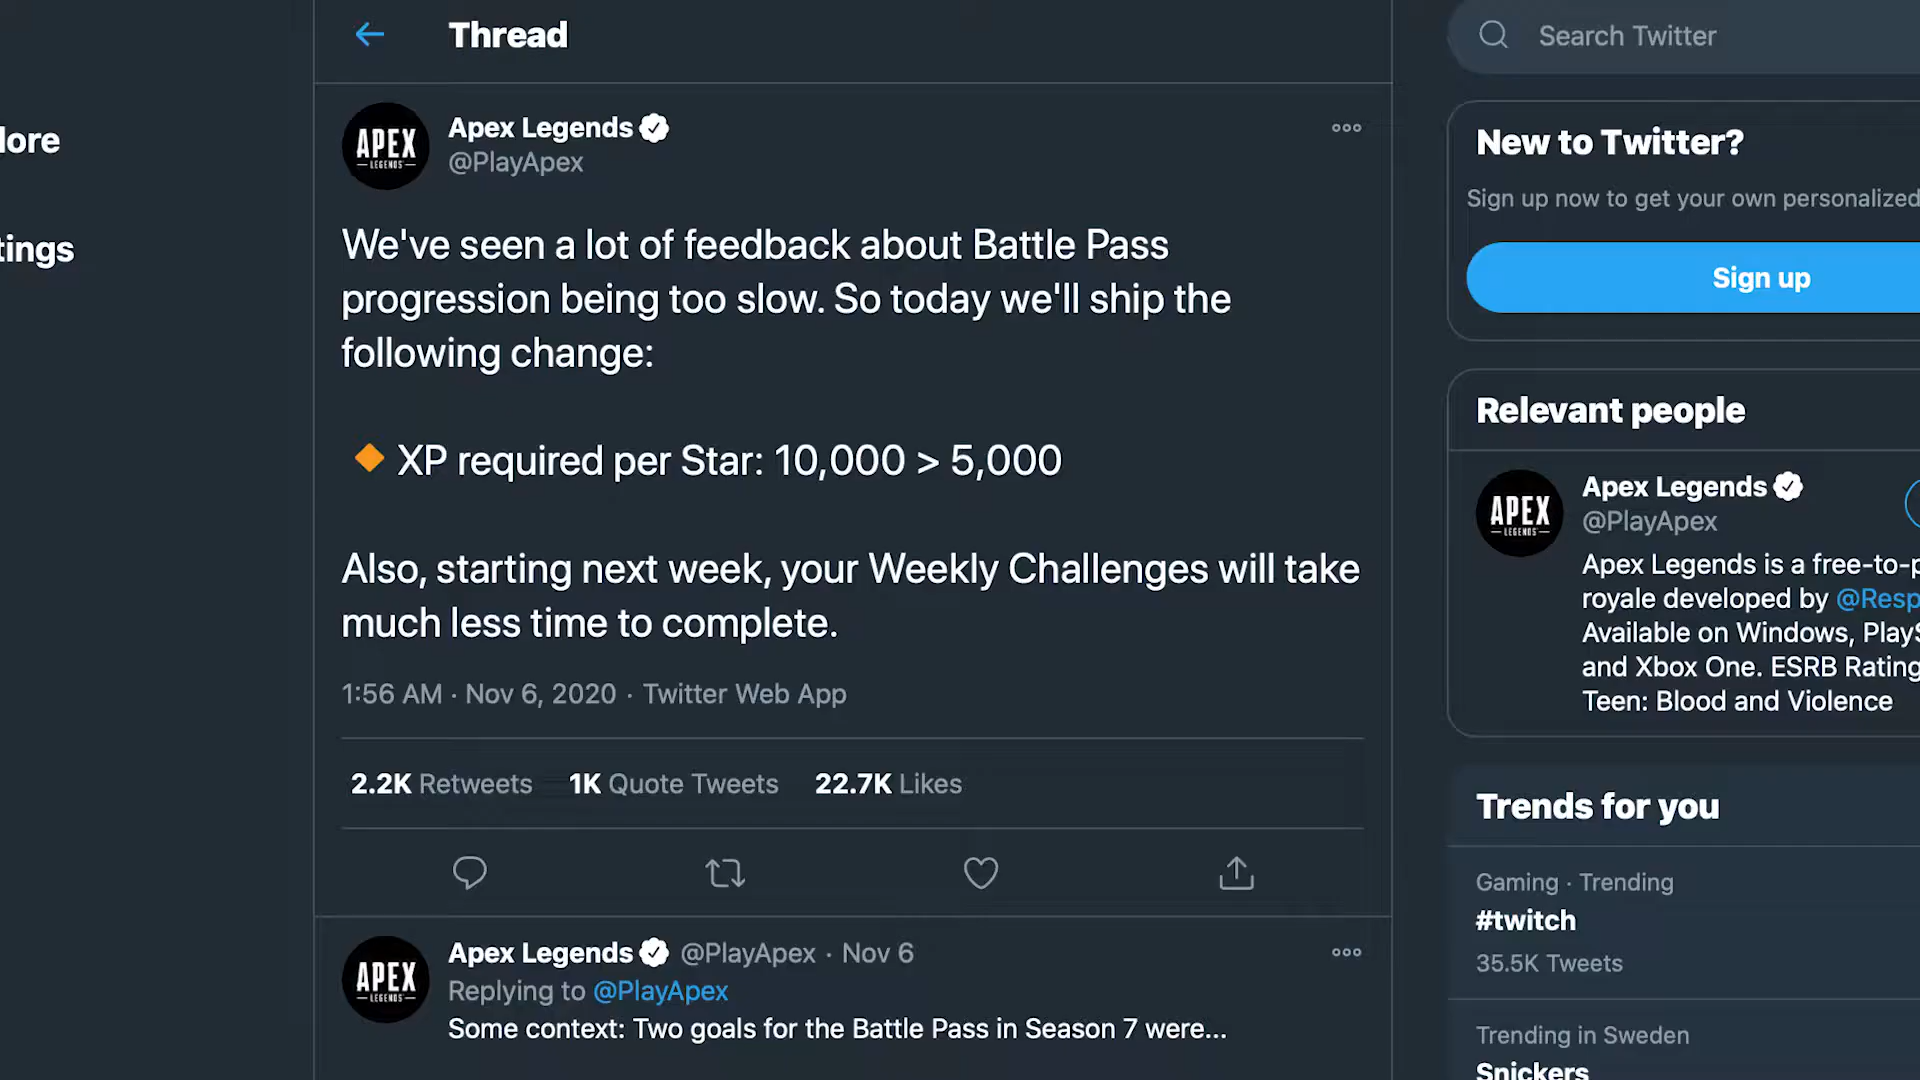 Thread
Search Twitter
lore
tings
APEX
LEGENDS
Apex Legends
@PlayApex
We've seen a lot of feedback about Battle Pass
progression being too slow. So today we'll ship the
following change:
XP required per Star: 10,000 > 5,000
Also, starting next week, your Weekly Challenges will take
much less time to complete.
1:56 AM · Nov 6, 2020 · Twitter Web App
2.2K Retweets 1K Quote Tweets 22.7K Likes
APEX
LEGENDS
Apex Legends @PlayApex · Nov 6
Replying to @PlayApex
Some context: Two goals for the Battle Pass in Season 7 were...
New to Twitter?
Sign up now to get your own personalized
Sign up
Relevant people
APEX
LEGENDS
Apex Legends
@PlayApex
Apex Legends is a free-to-p
royale developed by @Resp
Available on Windows, PlayS
and Xbox One. ESRB Rating
Teen: Blood and Violence
Trends for you
Gaming · Trending
#twitch
35.5K Tweets
Trending in Sweden
Snickers